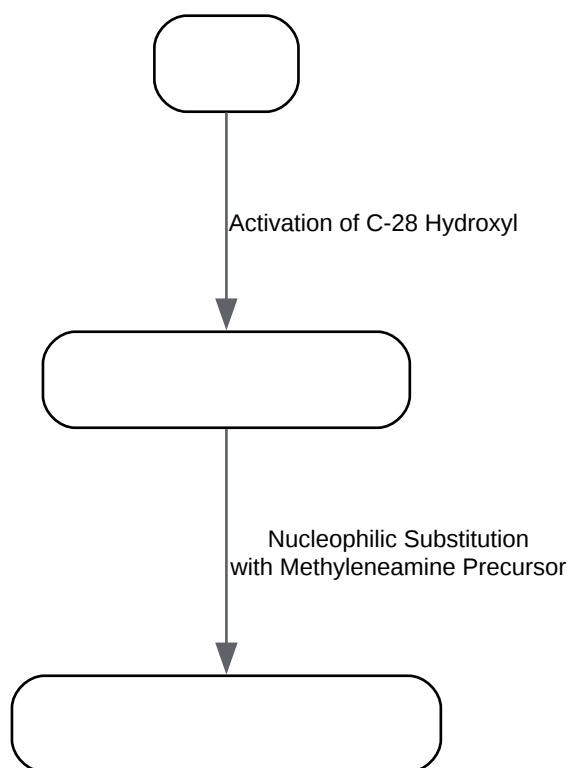 Activation of C-28 Hydroxyl
Nucleophilic Substitution
with Methyleneamine Precursor